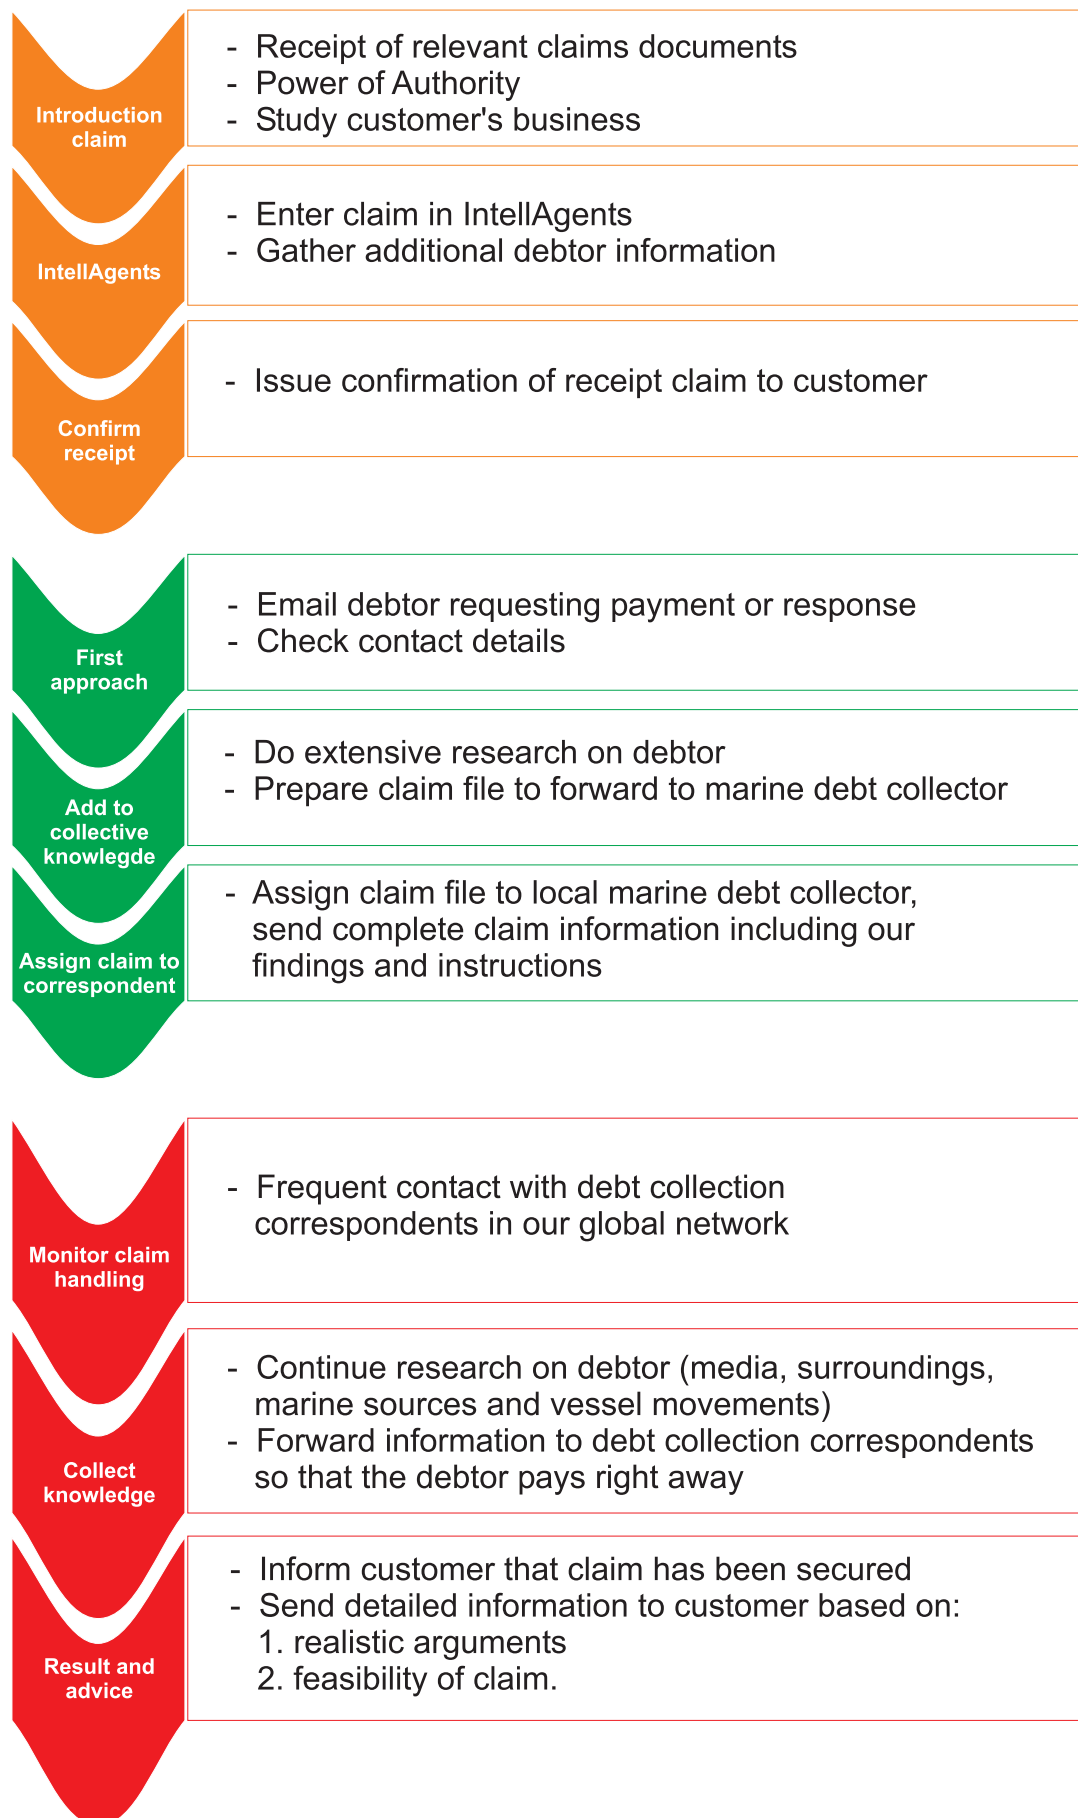 Introduction
claim
- Receipt of relevant claims documents
- Power of Authority
- Study customer's business
IntellAgents
- Enter claim in IntellAgents
- Gather additional debtor information
Confirm
receipt
- Issue confirmation of receipt claim to customer
First
approach
- Email debtor requesting payment or response
- Check contact details
Add to
collective
knowlegde
- Do extensive research on debtor
- Prepare claim file to forward to marine debt collector
Assign claim to
correspondent
- Assign claim file to local marine debt collector,
send complete claim information including our
findings and instructions
Monitor claim
handling
- Frequent contact with debt collection
correspondents in our global network
Collect
knowledge
- Continue research on debtor (media, surroundings,
marine sources and vessel movements)
- Forward information to debt collection correspondents
so that the debtor pays right away
Result and
advice
- Inform customer that claim has been secured
- Send detailed information to customer based on:
1. realistic arguments
2. feasibility of claim.